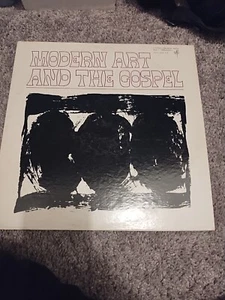 MODERN ART
AND THE GOSPEL